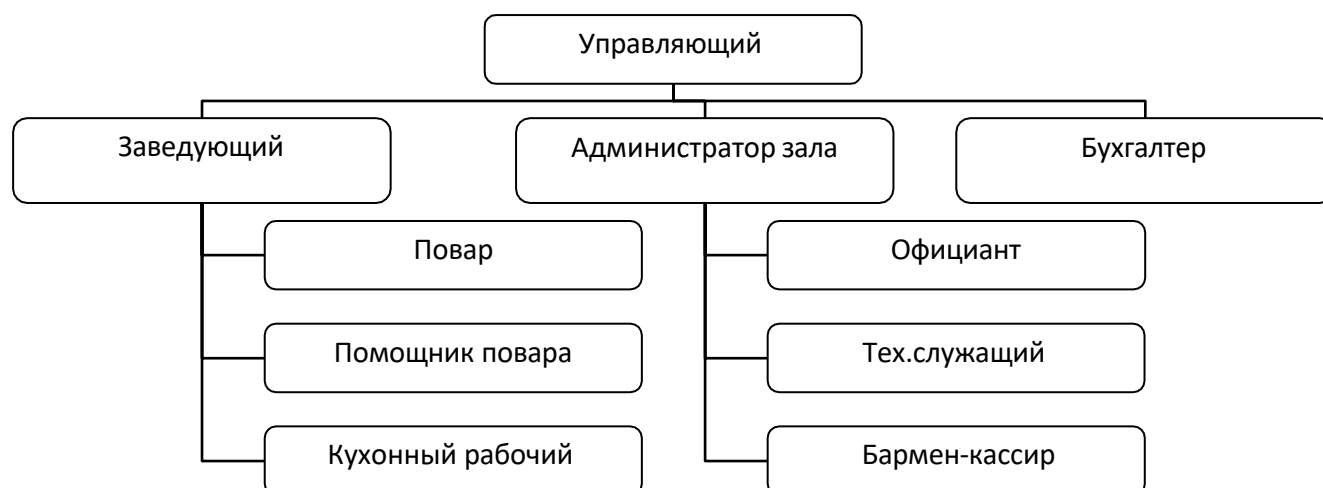 Управляющий
Заведующий
Администратор зала
Бухгалтер
Повар
Официант
Помощник повара
Тех.служащий
Кухонный рабочий
Бармен-кассир